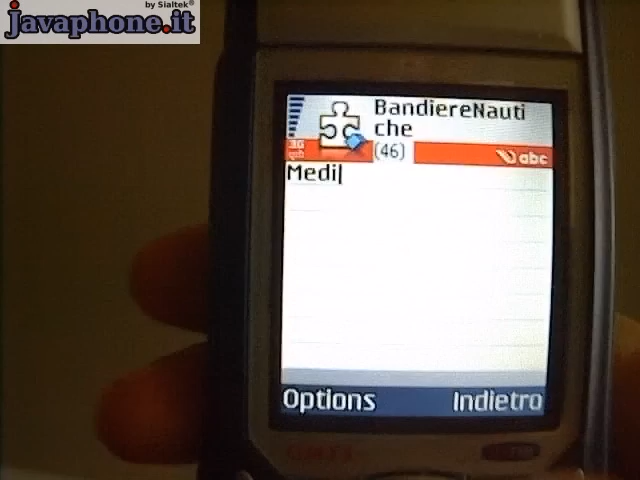 by Sialtek®
javaphone.it
BandiereNauti
che
3G
(46)
abc
Medi
Options
Indietro